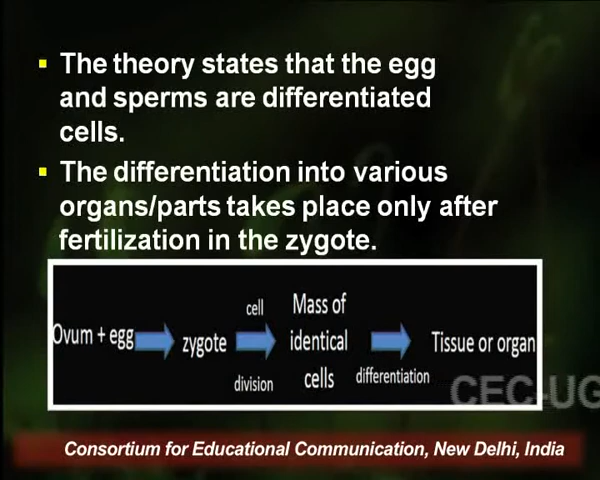 The theory states that the egg
and sperms are differentiated
cells.
The differentiation into various
organs/parts takes place only after
fertilization in the zygote.
Ovum + egg
zygote
cell
division
Mass of
identical
cells
differentiation
Tissue or organ
CEC-UG
Consortium for Educational Communication, New Delhi, India